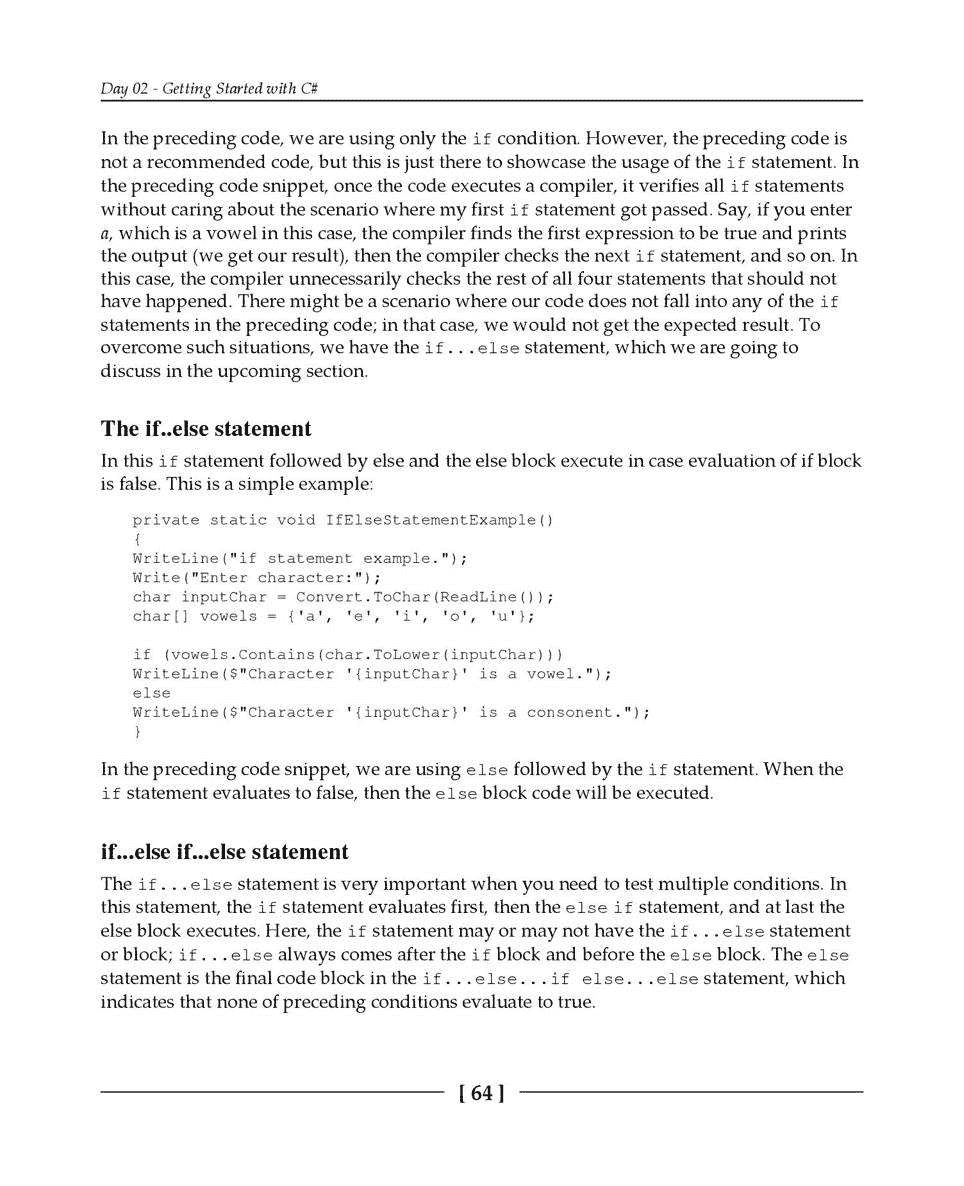 Day 02 - Getting Started with C#
In the preceding code, we are using only the if condition. However, the preceding code is
not a recommended code, but this is just there to showcase the usage of the if statement. In
the preceding code snippet, once the code executes a compiler, it verifies all if statements
without caring about the scenario where my first if statement got passed. Say, if you enter
a, which is a vowel in this case, the compiler finds the first expression to be true and prints
the output (we get our result), then the compiler checks the next if statement, and so on. In
this case, the compiler unnecessarily checks the rest of all four statements that should not
have happened. There might be a scenario where our code does not fall into any of the if
statements in the preceding code; in that case, we would not get the expected result. To
overcome such situations, we have the if...else statement, which we are going to
discuss in the upcoming section.
The if..else statement
In this if statement followed by else and the else block execute in case evaluation of if block
is false. This is a simple example:
private static void IfElseStatementExample()
{
WriteLine("if statement example.");
Write("Enter character:");
char inputChar = Convert.ToChar(ReadLine());
char[] vowels = {'a', 'e', 'i', 'o', 'u'};
if (vowels.Contains(char.ToLower(inputChar)))
WriteLine($"Character '{inputChar}' is a vowel.");
else
WriteLine($"Character '{inputChar}' is a consonent.");
}
In the preceding code snippet, we are using else followed by the if statement. When the
if statement evaluates to false, then the else block code will be executed.
if...else if...else statement
The if...else statement is very important when you need to test multiple conditions. In
this statement, the if statement evaluates first, then the else if statement, and at last the
else block executes. Here, the if statement may or may not have the if...else statement
or block; if...else always comes after the if block and before the else block. The else
statement is the final code block in the if...else...if else...else statement, which
indicates that none of preceding conditions evaluate to true.
[ 64 ]